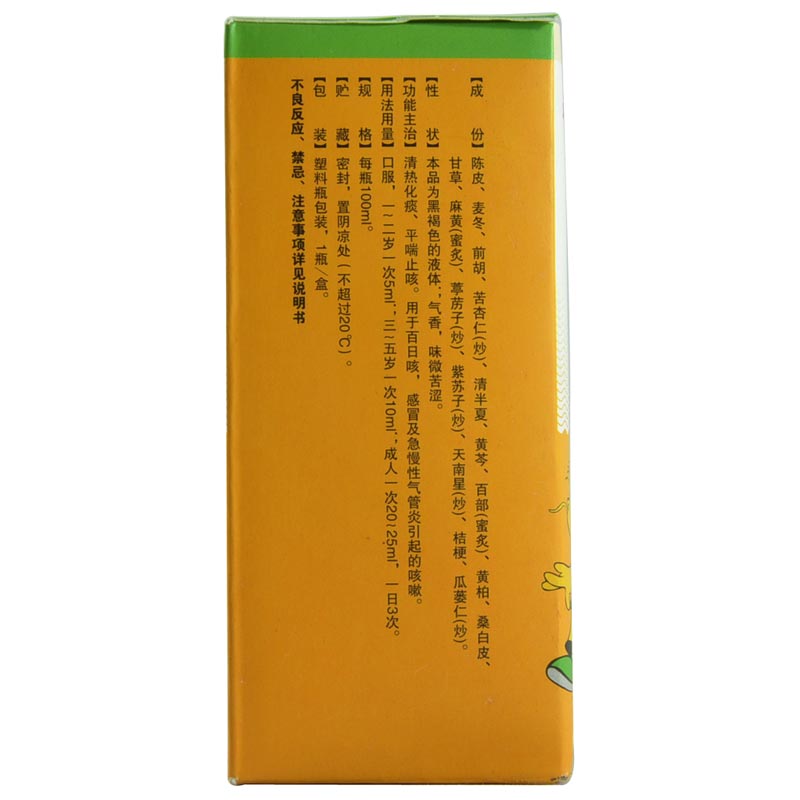 【成　　份】陈皮、麦冬、前胡、苦杏仁(炒)、清半夏、黄芩、百部(蜜炙)、黄柏、桑白皮、
甘草、麻黄(蜜炙)、葶苈子(炒)、紫苏子(炒)、天南星(炒)、桔梗、瓜蒌仁(炒)。
【性　　状】本品为黑褐色的液体；气香，味微苦涩。
【功能主治】清热化痰、平喘止咳。用于百日咳，感冒及急慢性气管炎引起的咳嗽。
【用法用量】口服，一~二岁一次5ml，三~五岁一次10ml；成人一次20~25ml，一日3次。
【规　　格】每瓶100ml。
【贮　　藏】密封，置阴凉处(不超过20℃)。
【包　　装】塑料瓶包装，1瓶/盒。
不良反应、禁忌、注意事项详见说明书